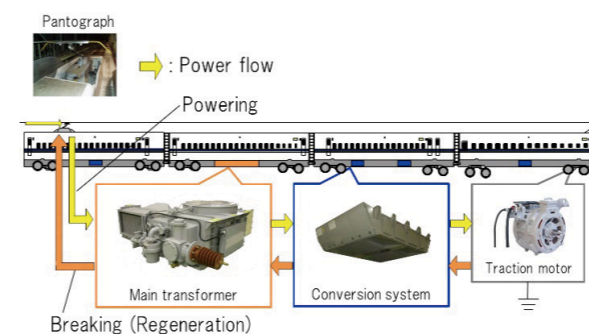 Pantograph
: Power flow
Powering
Main transformer
Conversion system
Traction motor
Breaking (Regeneration)